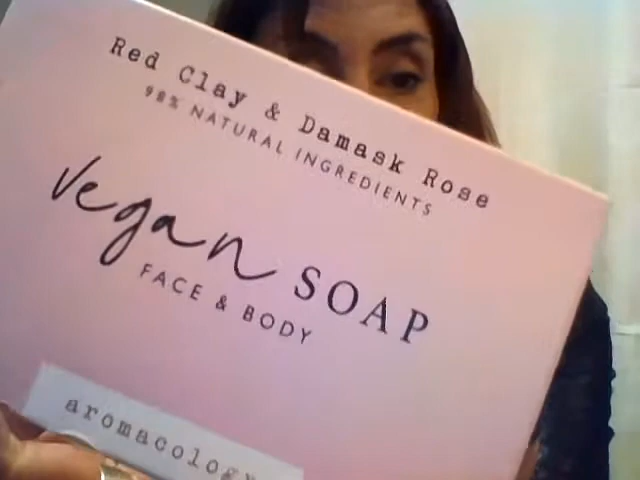 Red Clay & Damask Rose
98% NATURAL INGREDIENTS
vegan SOAP
FACE & BODY
aromacology